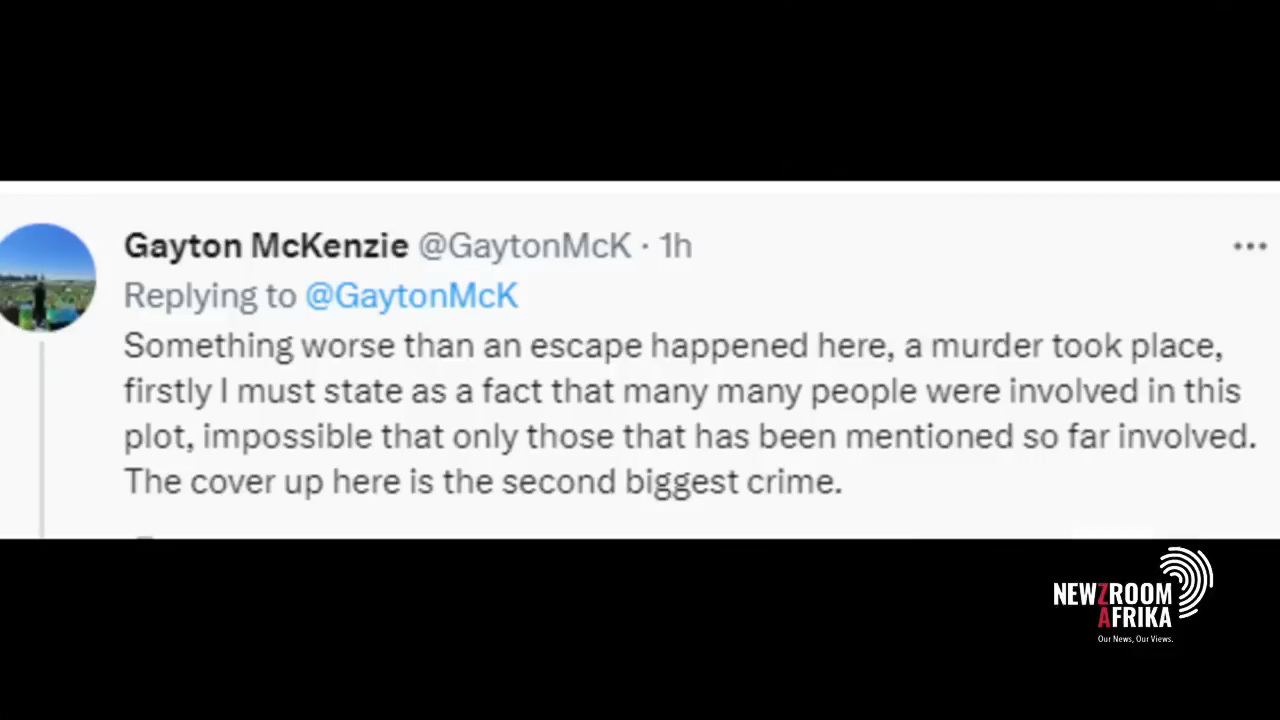 Gayton McKenzie @GaytonMcK · 1h
Replying to @GaytonMcK
Something worse than an escape happened here, a murder took place,
firstly I must state as a fact that many many people were involved in this
plot, impossible that only those that has been mentioned so far involved.
The cover up here is the second biggest crime.
NEWZROOM
AFRIKA
Our News, Our Views.